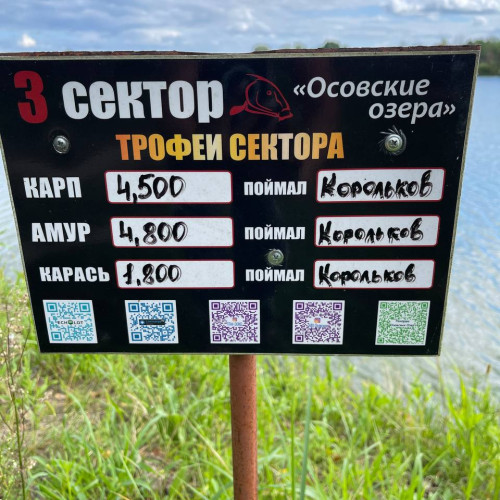 3 сектор «Осовские озера»
ТРОФЕИ СЕКТОРА
КАРП 4,500 ПОЙМАЛ Корольков
АМУР 4,800 ПОЙМАЛ Корольков
КАРАСЬ 1,800 ПОЙМАЛ Корольков